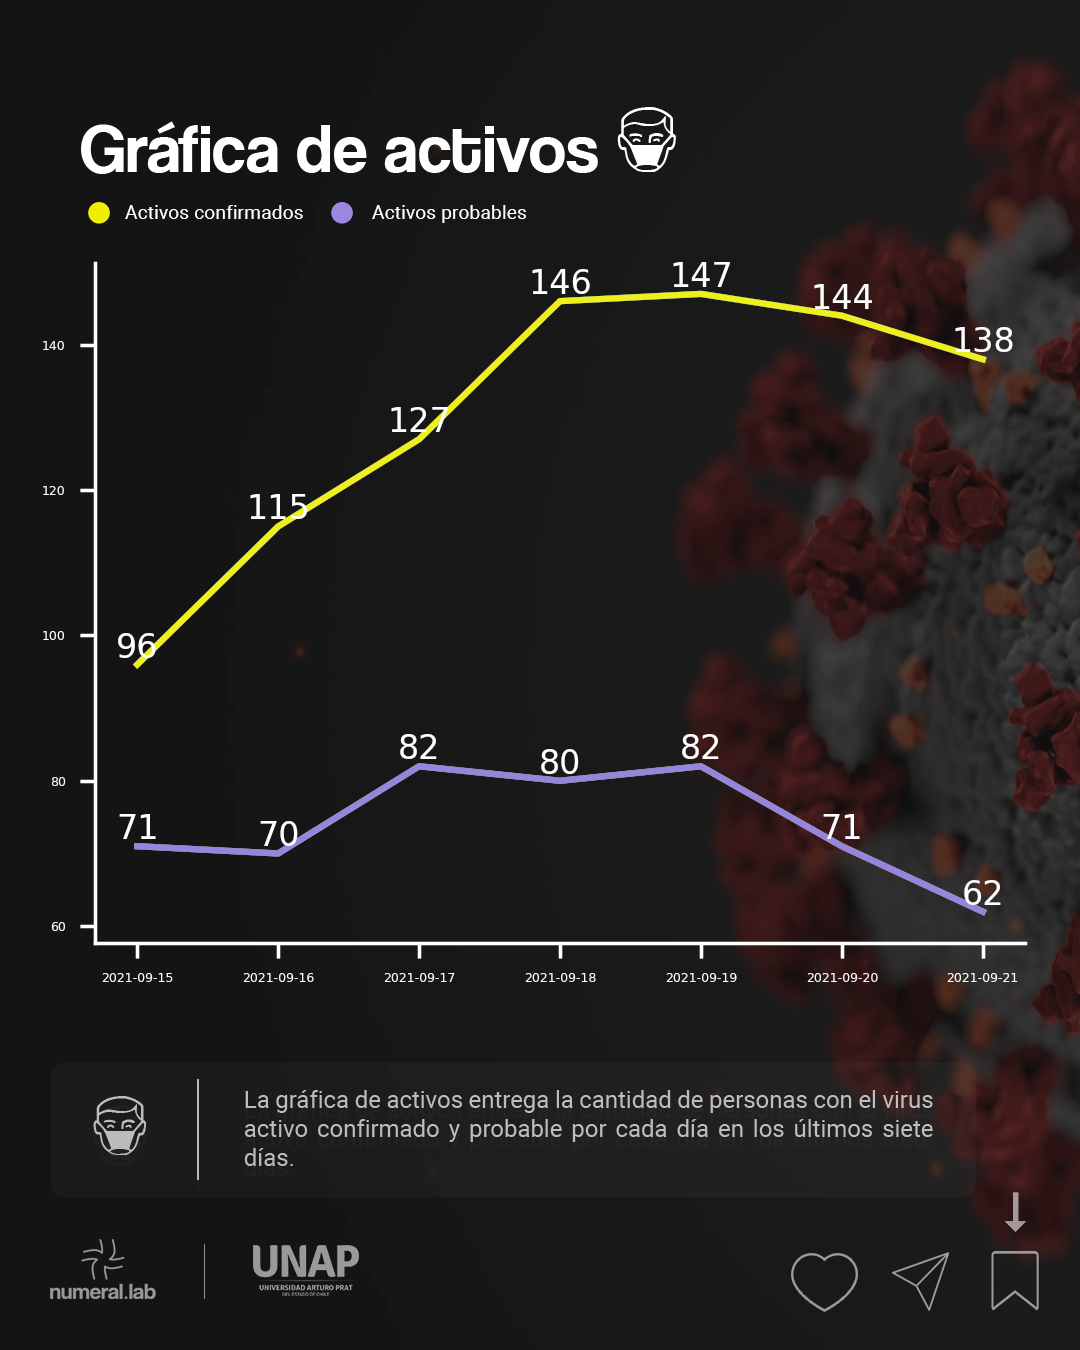 Gráfica de activos
Activos confirmados Activos probables
146 147 144 138
140
127
120
115
100
96
82 80 82
80
71 70 71 62
60
2021-09-15 2021-09-16 2021-09-17 2021-09-18 2021-09-19 2021-09-20 2021-09-21
La gráfica de activos entrega la cantidad de personas con el virus
activo confirmado y probable por cada día en los últimos siete
días.
numeral.lab
UNAP
UNIVERSIDAD ARTURO PRAT
DEL ESTADO DE CHILE